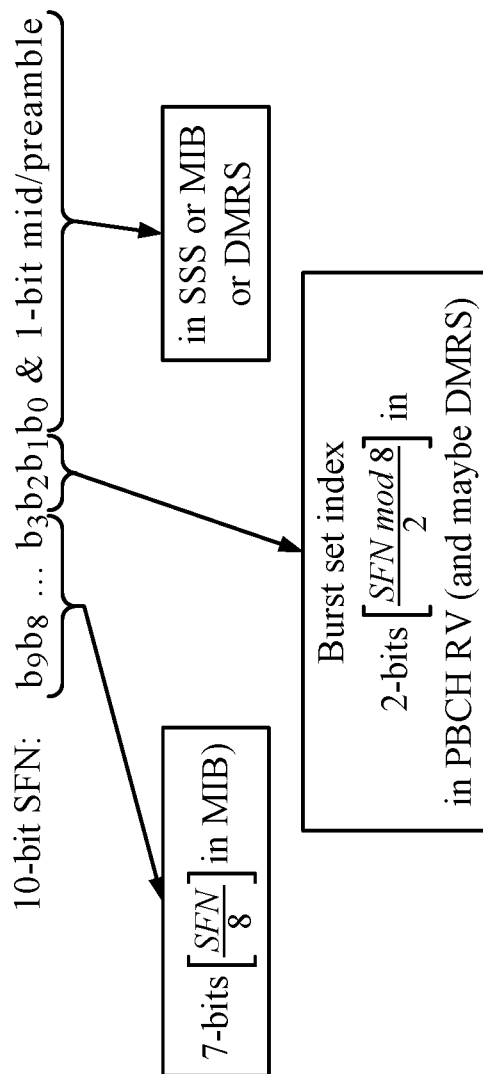 10-bit SFN: b9b8 ... b3b2b1b0 & 1-bit mid/preamble
7-bits [SFN/8] in MIB)
in SSS or MIB
or DMRS
Burst set index
2-bits [SFN mod 8/2] in
in PBCH RV (and maybe DMRS)